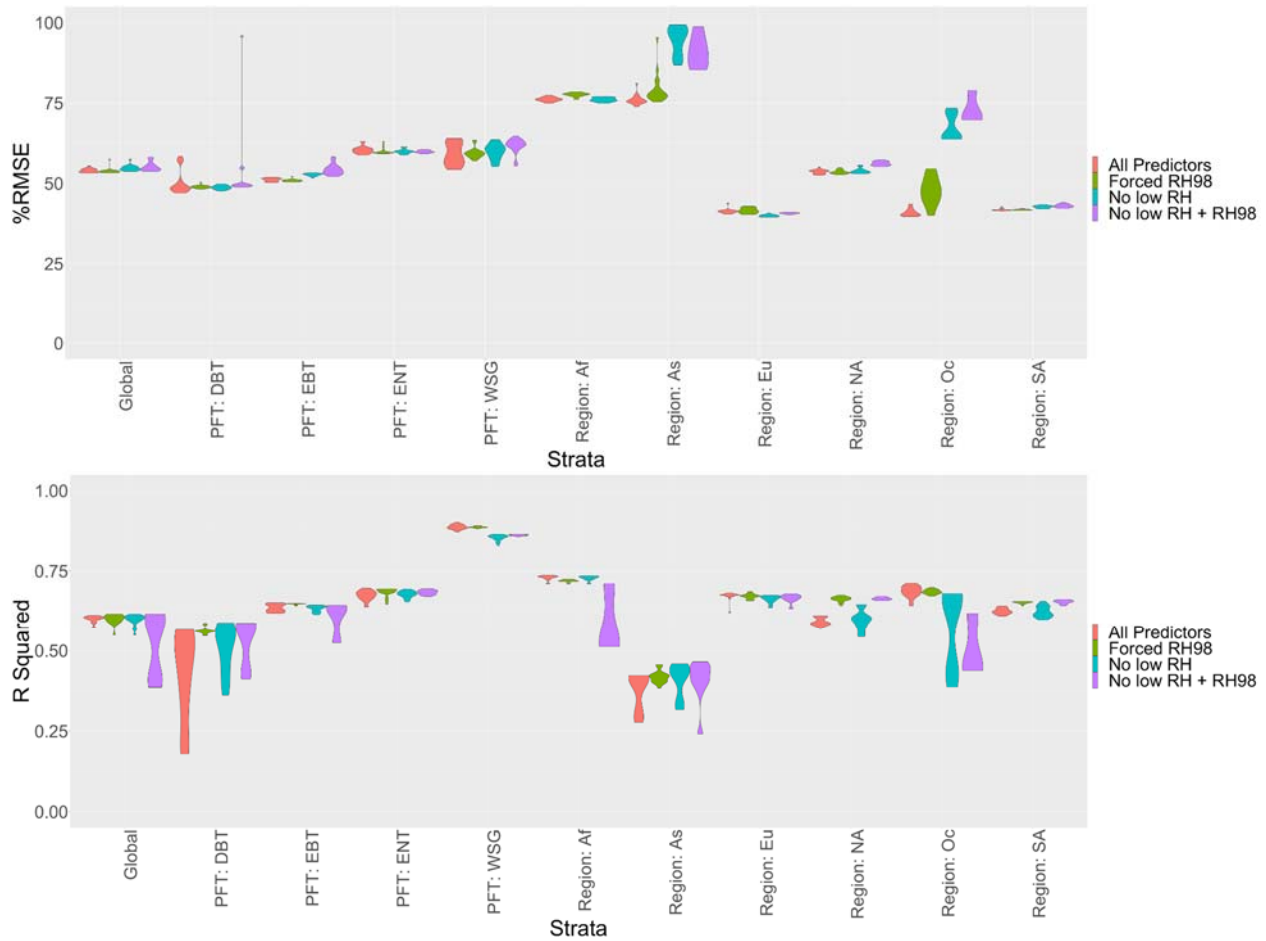 100
75
50
25
0
%RMSE
Global
PFT: DBT
PFT: EBT
PFT: ENT
PFT: WSG
Region: Af
Region: As
Region: Eu
Region: NA
Region: Oc
Region: SA
Strata
All Predictors
Forced RH98
No low RH
No low RH + RH98
1.00
0.75
0.50
0.25
0.00
R Squared
Global
PFT: DBT
PFT: EBT
PFT: ENT
PFT: WSG
Region: Af
Region: As
Region: Eu
Region: NA
Region: Oc
Region: SA
Strata
All Predictors
Forced RH98
No low RH
No low RH + RH98